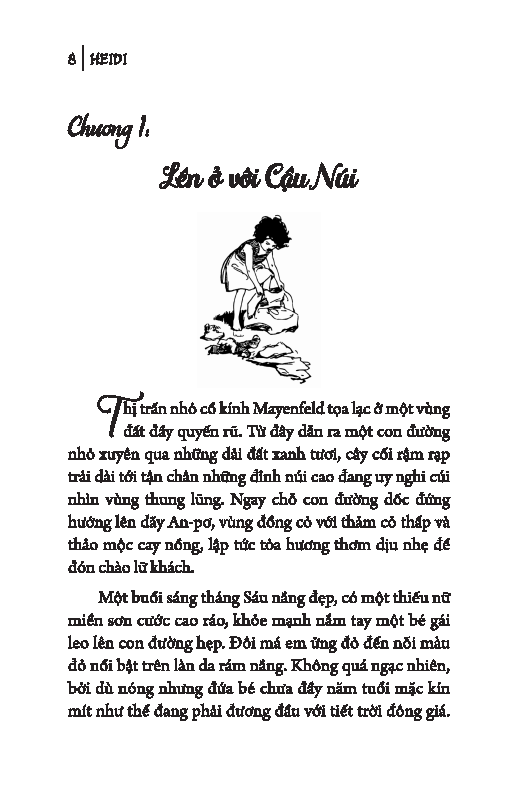 8 | HEIDI
Chương 1:
Lên ở với Cậu Núi
Thị trấn nhỏ cổ kính Mayenfeld tọa lạc ở một vùng
đất đầy quyến rũ. Từ đây dẫn ra một con đường
nhỏ xuyên qua những dải đất xanh tươi, cây cối rậm rạp
trải dài tới tận chân những đỉnh núi cao đang uy nghi cúi
nhìn vùng thung lũng. Ngay chỗ con đường dốc đứng
hướng lên dãy An-pơ, vùng đồng cỏ với thảm cỏ thấp và
thảo mộc cay nồng, lập tức tỏa hương thơm dịu nhẹ để
đón chào lữ khách.
Một buổi sáng tháng Sáu nắng đẹp, có một thiếu nữ
miền sơn cước cao ráo, khỏe mạnh nắm tay một bé gái
leo lên con đường hẹp. Đôi má em ửng đỏ đến nỗi màu
đỏ nổi bật trên làn da rám nắng. Không quá ngạc nhiên,
bởi dù nóng nhưng đứa bé chưa đầy năm tuổi mặc kín
mít như thể đang phải đương đầu với tiết trời đông giá.